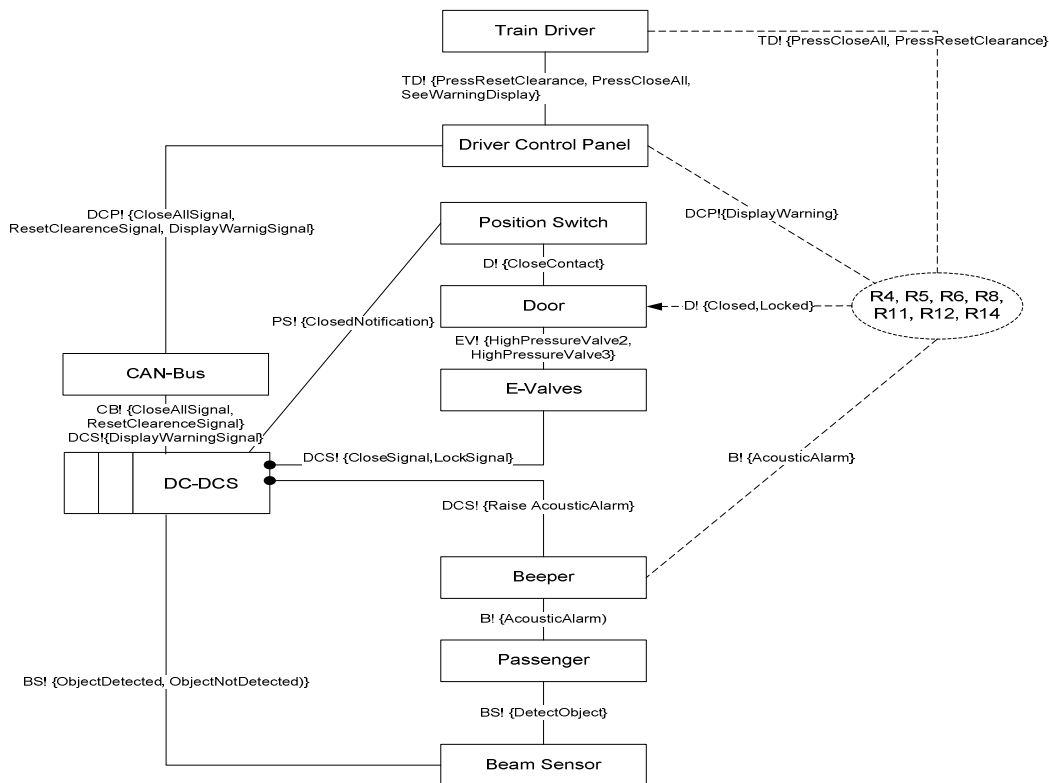 Train Driver
TD! {PressCloseAll, PressResetClearance}
TD! {PressResetClearance, PressCloseAll,
SeeWarningDisplay}
Driver Control Panel
DCP! {CloseAllSignal,
ResetClearenceSignal, DisplayWarnigSignal}
DCP!{DisplayWarning}
Position Switch
D! {CloseContact}
Door
D! {Closed,Locked}
R4, R5, R6, R8,
R11, R12, R14
PS! {ClosedNotification}
EV! {HighPressureValve2,
HighPressureValve3}
CAN-Bus
E-Valves
CB! {CloseAllSignal,
ResetClearenceSignal}
DCS!{DisplayWarningSignal}
DCS! {CloseSignal,LockSignal}
DC-DCS
B! {AcousticAlarm}
DCS! {Raise AcousticAlarm}
Beeper
B! {AcousticAlarm)
Passenger
BS! {ObjectDetected, ObjectNotDetected)}
BS! {DetectObject}
Beam Sensor